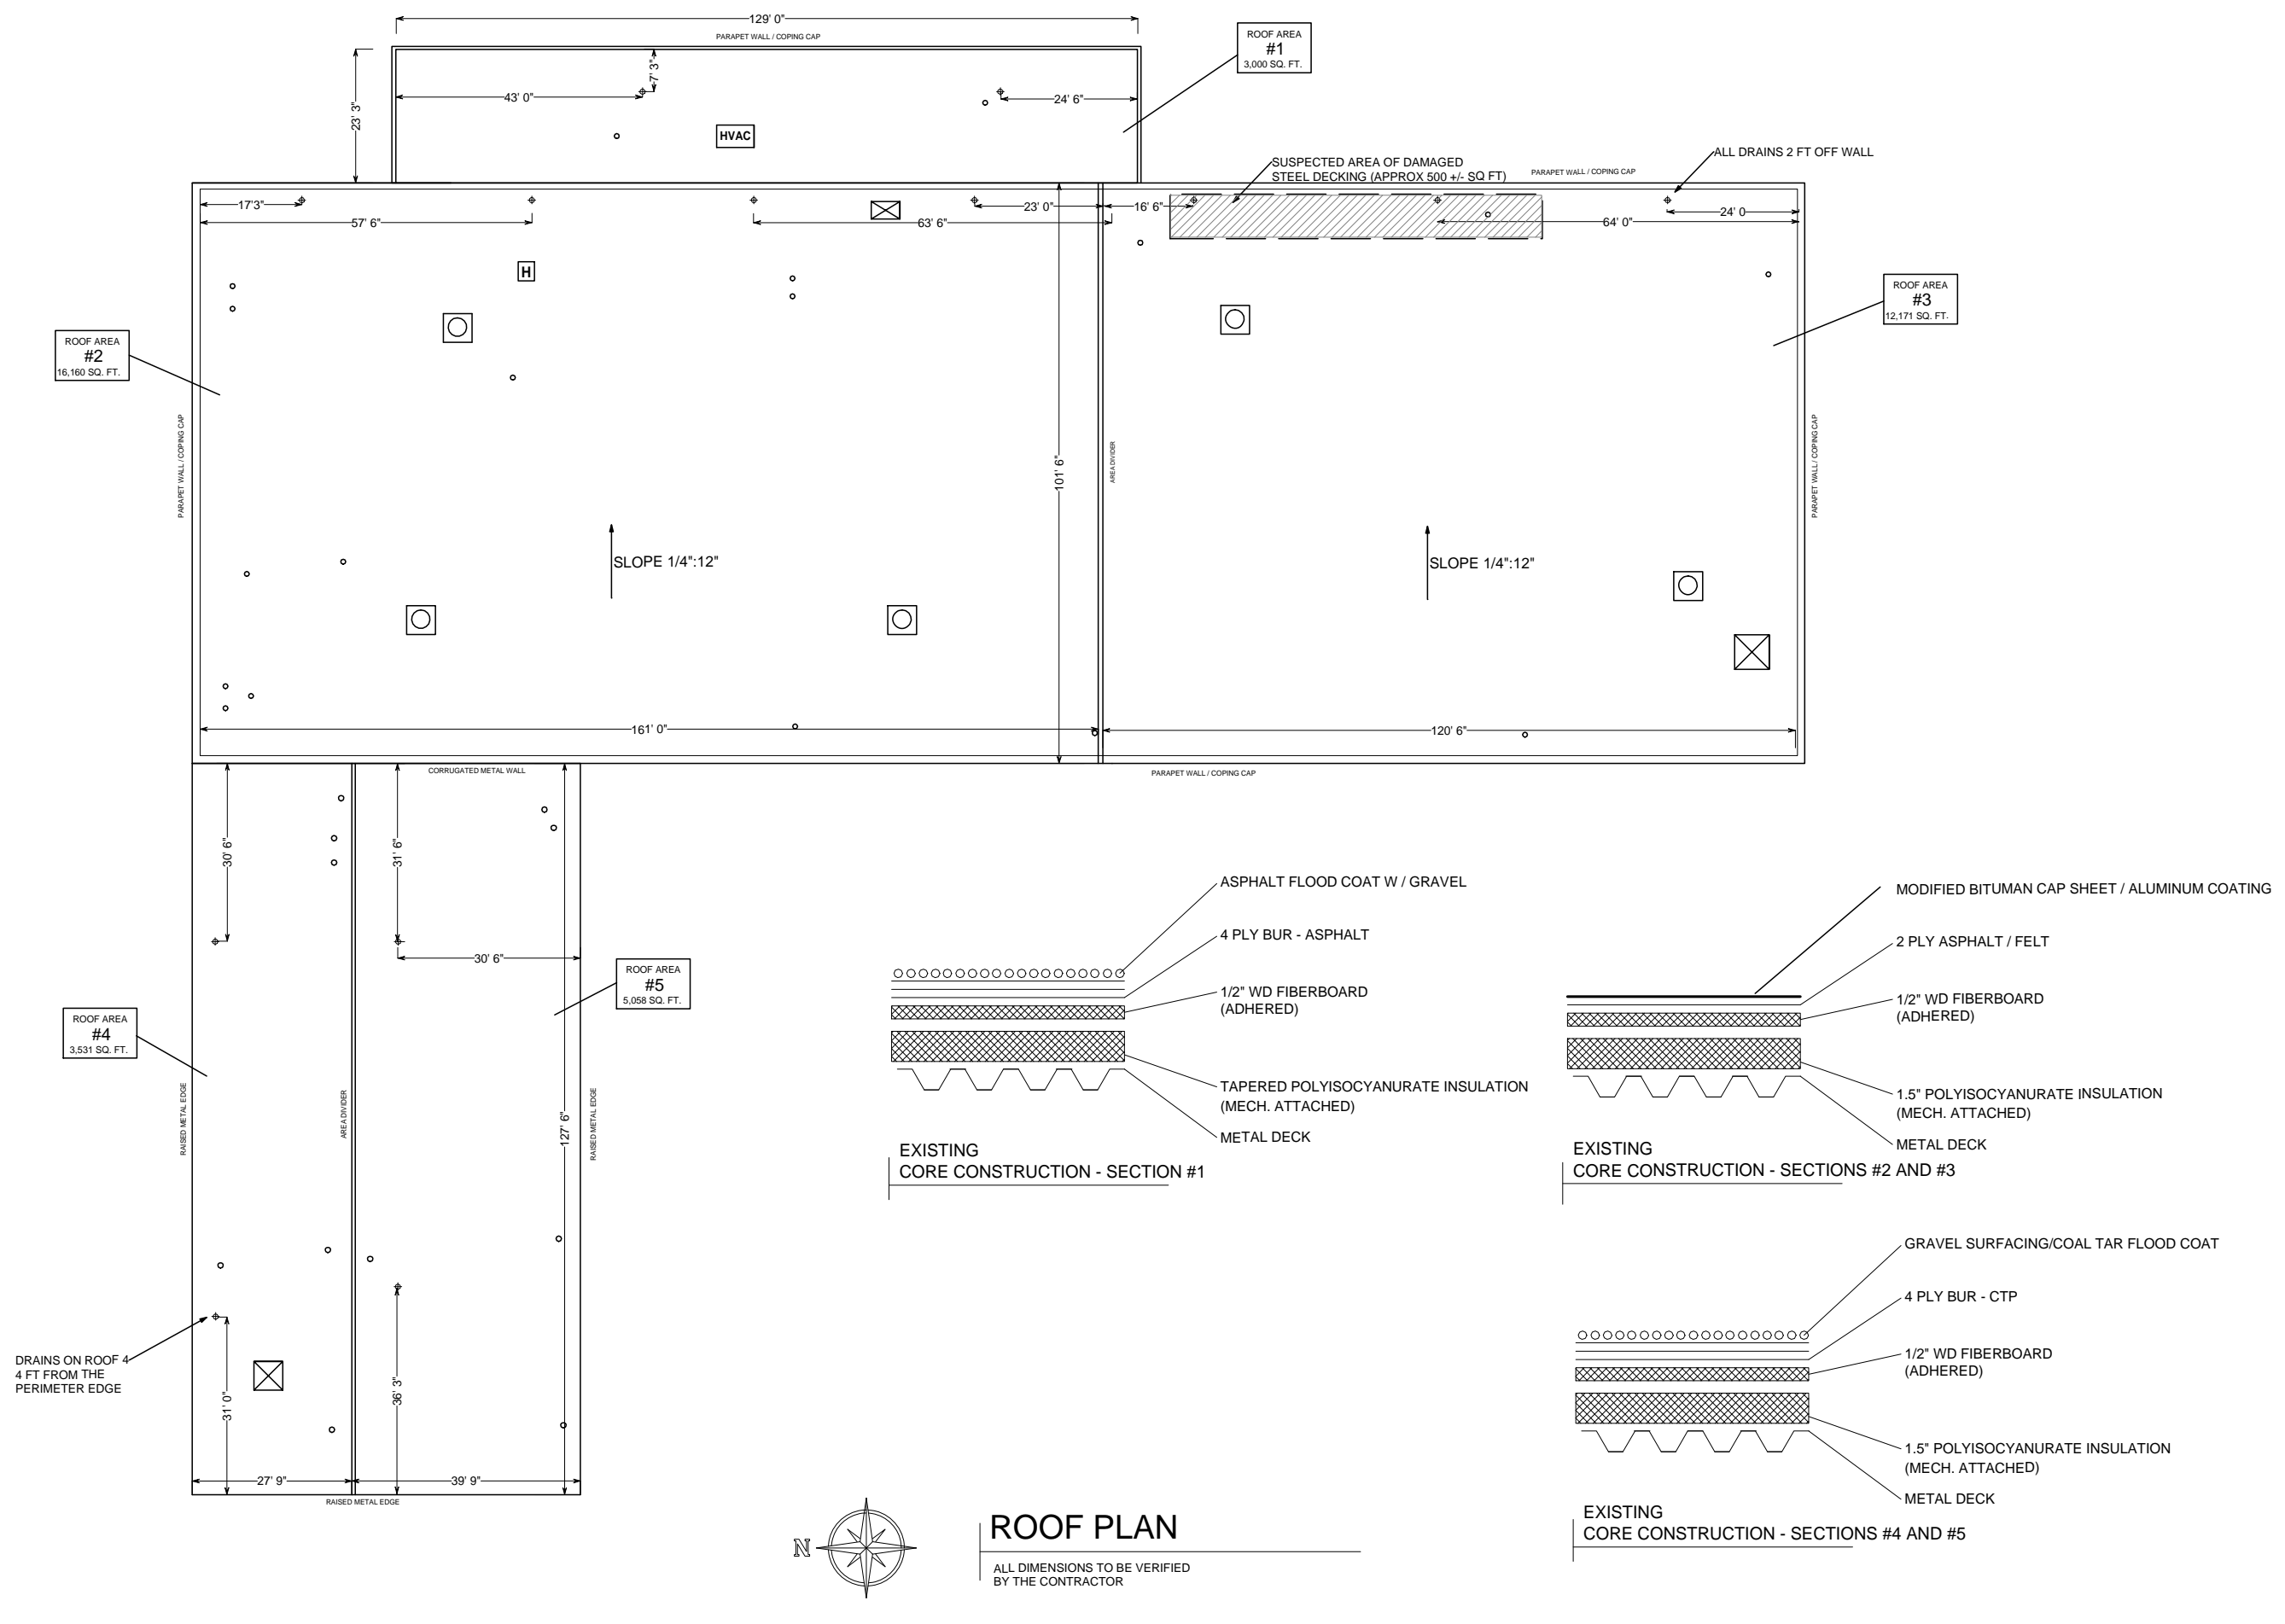 129' 0"
PARAPET WALL / COPING CAP
ROOF AREA
#1
3,000 SQ. FT.
23' 3"
7' 3"
43' 0"
24' 6"
HVAC
ALL DRAINS 2 FT OFF WALL
SUSPECTED AREA OF DAMAGED
STEEL DECKING (APPROX 500 +/- SQ FT)
PARAPET WALL / COPING CAP
17'3"
57' 6"
23' 0"
63' 6"
16' 6"
24' 0
64' 0"
H
ROOF AREA
#3
12,171 SQ. FT.
ROOF AREA
#2
16,160 SQ. FT.
PARAPET WALL / COPING CAP
101' 6"
AREA DIVIDER
PARAPET WALL / COPING CAP
SLOPE 1/4":12"
SLOPE 1/4":12"
161' 0"
120' 6"
CORRUGATED METAL WALL
PARAPET WALL / COPING CAP
30' 6"
31' 6"
30' 6"
ROOF AREA
#5
5,058 SQ. FT.
ROOF AREA
#4
3,531 SQ. FT.
RAISED METAL EDGE
AREA DIVIDER
127' 6"
RAISED METAL EDGE
DRAINS ON ROOF 4
4 FT FROM THE
PERIMETER EDGE
31' 0"
36' 3"
27' 9"
39' 9"
RAISED METAL EDGE
ASPHALT FLOOD COAT W / GRAVEL
4 PLY BUR - ASPHALT
1/2" WD FIBERBOARD
(ADHERED)
TAPERED POLYISOCYANURATE INSULATION
(MECH. ATTACHED)
METAL DECK
EXISTING
CORE CONSTRUCTION - SECTION #1
MODIFIED BITUMAN CAP SHEET / ALUMINUM COATING
2 PLY ASPHALT / FELT
1/2" WD FIBERBOARD
(ADHERED)
1.5" POLYISOCYANURATE INSULATION
(MECH. ATTACHED)
METAL DECK
EXISTING
CORE CONSTRUCTION - SECTIONS #2 AND #3
GRAVEL SURFACING/COAL TAR FLOOD COAT
4 PLY BUR - CTP
1/2" WD FIBERBOARD
(ADHERED)
1.5" POLYISOCYANURATE INSULATION
(MECH. ATTACHED)
METAL DECK
EXISTING
CORE CONSTRUCTION - SECTIONS #4 AND #5
N
ROOF PLAN
ALL DIMENSIONS TO BE VERIFIED
BY THE CONTRACTOR